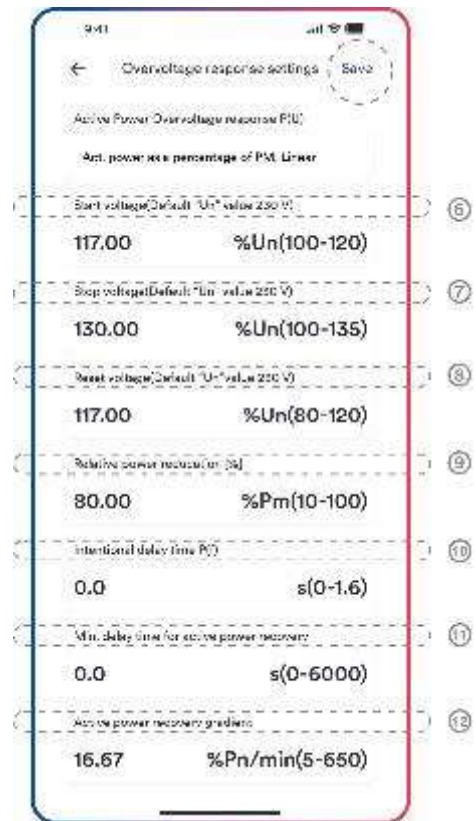 9:41
← Overvoltage response settings Save
Active Power Overvoltage response P(U)
Act. power as a percentage of PM, Linear
Start voltage(Default "Un" value 230 V)
⑥
117.00 %Un(100-120)
Stop voltage(Default "Un" value 230 V)
⑦
130.00 %Un(100-135)
Reset voltage(Default "Un" value 230 V)
⑧
117.00 %Un(80-120)
Relative power reducation [%]
⑨
80.00 %Pm(10-100)
Intentional delay time P(f)
⑩
0.0 s(0-1.6)
Min. delay time for active power recovery
⑪
0.0 s(0-6000)
Active power recovery gradient
⑫
16.67 %Pn/min(5-650)